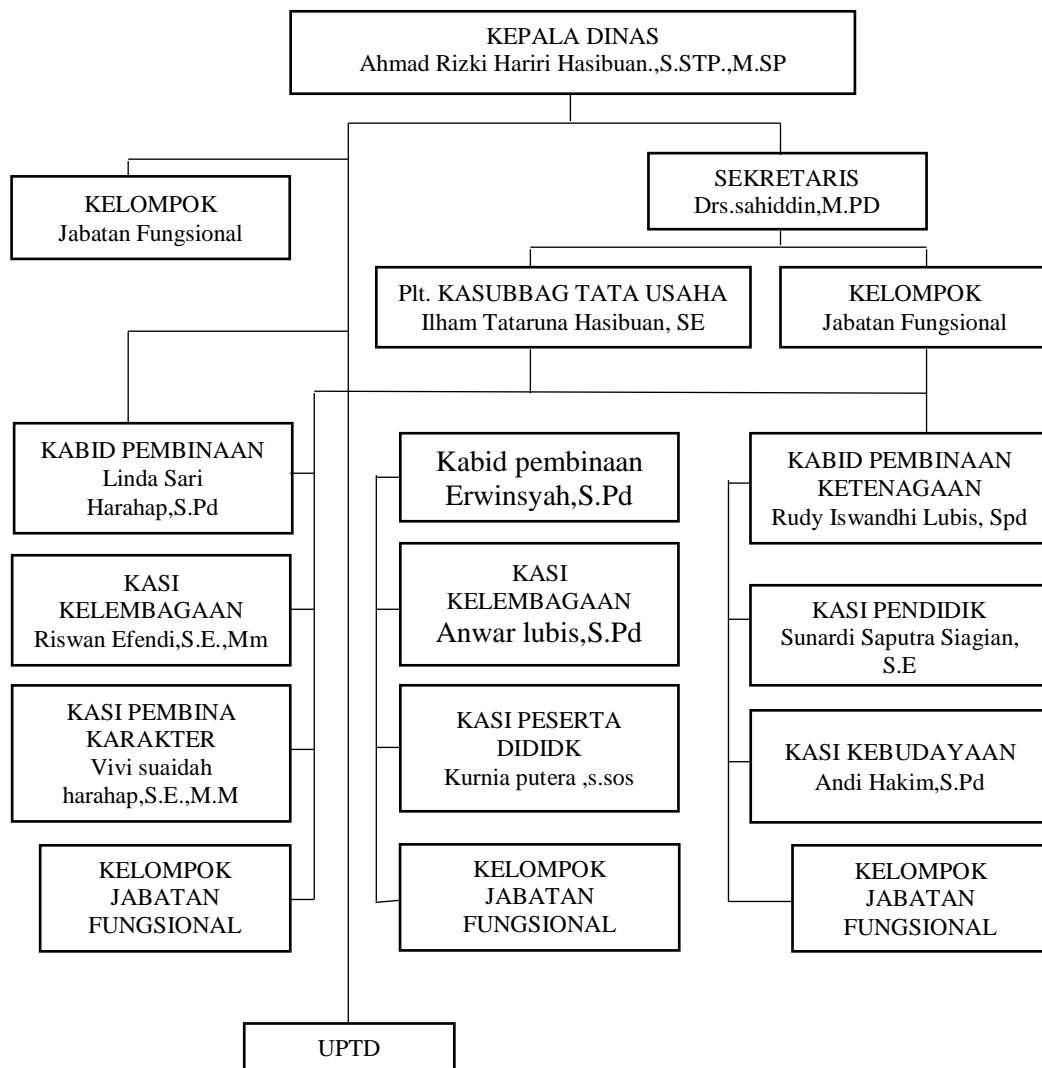 KEPALA DINAS
Ahmad Rizki Hariri Hasibuan.,S.STP.,M.SP
SEKRETARIS
Drs.sahiddin,M.PD
KELOMPOK
Jabatan Fungsional
Plt. KASUBBAG TATA USAHA
Ilham Tataruna Hasibuan, SE
KELOMPOK
Jabatan Fungsional
KABID PEMBINAAN
Linda Sari
Harahap,S.Pd
Kabid pembinaan
Erwinsyah,S.Pd
KABID PEMBINAAN
KETENAGAAN
Rudy Iswandhi Lubis, Spd
KASI
KELEMBAGAAN
Riswan Efendi,S.E.,Mm
KASI
KELEMBAGAAN
Anwar lubis,S.Pd
KASI PENDIDIK
Sunardi Saputra Siagian,
S.E
KASI PEMBINA
KARAKTER
Vivi suaidah
harahap,S.E.,M.M
KASI PESERTA
DIDIDK
Kurnia putera ,s.sos
KASI KEBUDAYAAN
Andi Hakim,S.Pd
KELOMPOK
JABATAN
FUNGSIONAL
KELOMPOK
JABATAN
FUNGSIONAL
KELOMPOK
JABATAN
FUNGSIONAL
UPTD